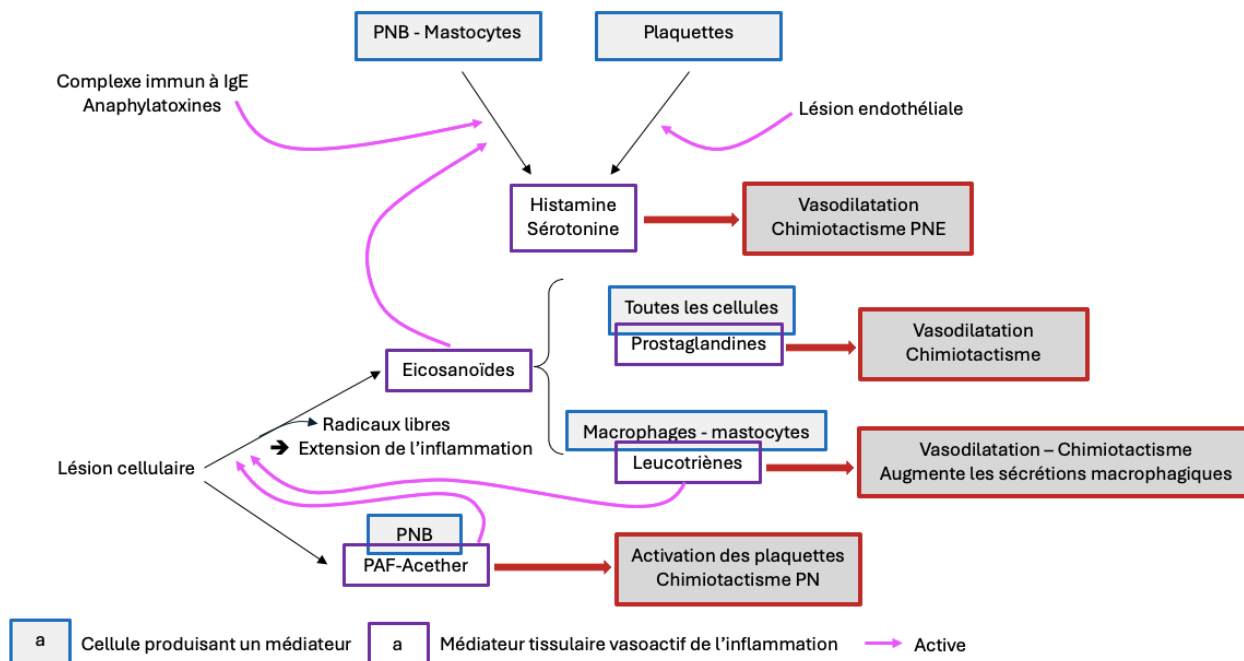 PNB - Mastocytes
Plaquettes
Complexe immun à IgE
Anaphylatoxines
Lésion endothéliale
Histamine
Sérotonine
Vasodilatation
Chimiotactisme PNE
Toutes les cellules
Prostaglandines
Vasodilatation
Chimiotactisme
Eicosanoïdes
Radicaux libres
➔ Extension de l’inflammation
Macrophages - mastocytes
Leucotriènes
Vasodilatation – Chimiotactisme
Augmente les sécrétions macrophagiques
Lésion cellulaire
PNB
PAF-Acether
Activation des plaquettes
Chimiotactisme PN
a Cellule produisant un médiateur
a Médiateur tissulaire vasoactif de l’inflammation
Active